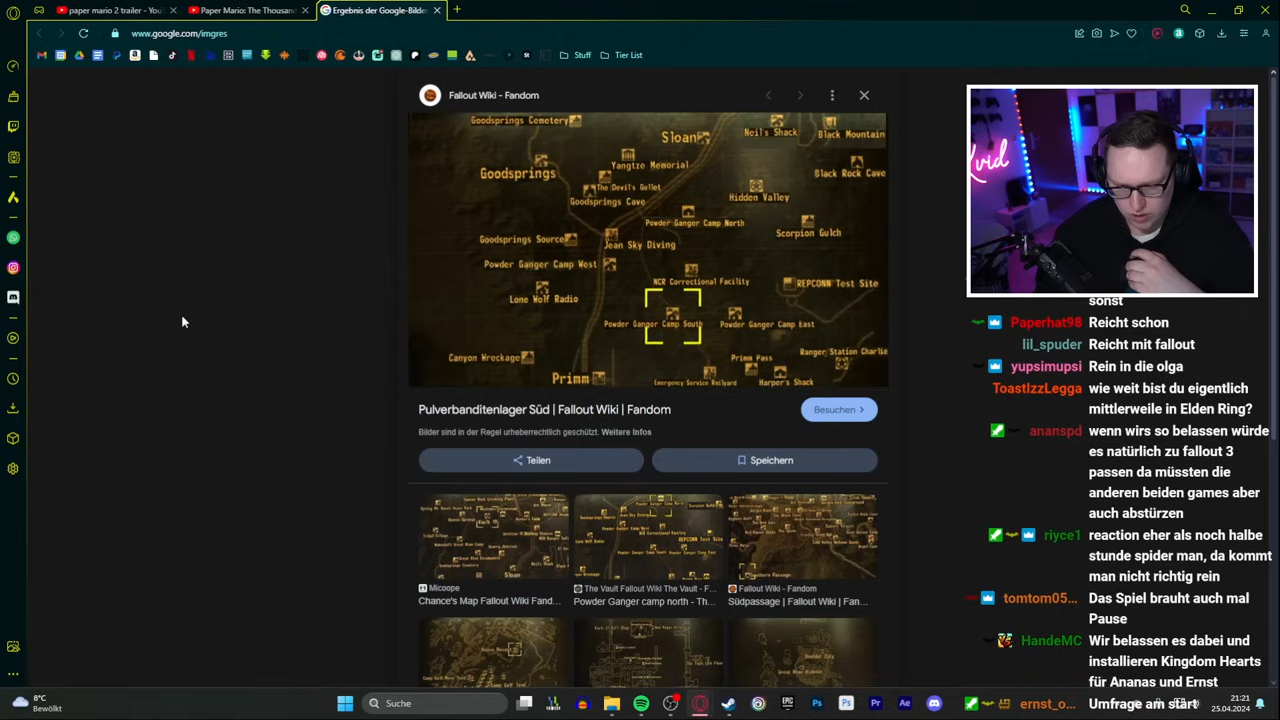 paper mario 2 trailer - You
Paper Mario: The Thousan
Ergebnis der Google-Bilde
www.google.com/imgres
Stuff
Tier List
Fallout Wiki - Fandom
Goodsprings Cemetery
Sloan
Neil's Shack
Black Mountain
Yangtze Memorial
Goodsprings
Black Rock Cave
The Devil's Gullet
Hidden Valley
Goodsprings Cave
Powder Ganger Camp North
Scorpion Gulch
Goodsprings Source
Jean Sky Diving
Powder Ganger Camp West
NCR Correctional Facility
REPCONN Test Site
Lone Wolf Radio
Powder Ganger Camp South
Powder Ganger Camp East
Canyon Wreckage
Primm Pass
Ranger Station Charlie
Primm
Emergency Service Railyard
Harper's Shack
Pulverbanditenlager Süd | Fallout Wiki | Fandom
Besuchen
Bilder sind in der Regel urheberrechtlich geschützt. Weitere Infos
Teilen
Speichern
Micoope
Chance's Map Fallout Wiki Fand...
The Vault Fallout Wiki The Vault - F...
Powder Ganger camp north - Th...
Fallout Wiki - Fandom
Südpassage | Fallout Wiki | Fan...
sonst
Paperhat98 Reicht schon
lil_spuder Reicht mit fallout
yupsimupsi Rein in die olga
ToastIzzLegga wie weit bist du eigentlich
mittlerweile in Elden Ring?
ananspd wenn wirs so belassen würde
es natürlich zu fallout 3
passen da müssten die
enden beider games aber
auch abstürzen
riyce1 readen eher als noch halbe
stunde spielen ja, da kommt
man nicht richtig rein
tomtom05... Das Spiel braucht auch mal
Pause
HandeMC Wir belassen es dabei und
installen Kingdom Hearts
für Ananas und Ernst
ernst_o... Umfrage an start
8°C
Bewölkt
Suche
21:21
25.04.2024